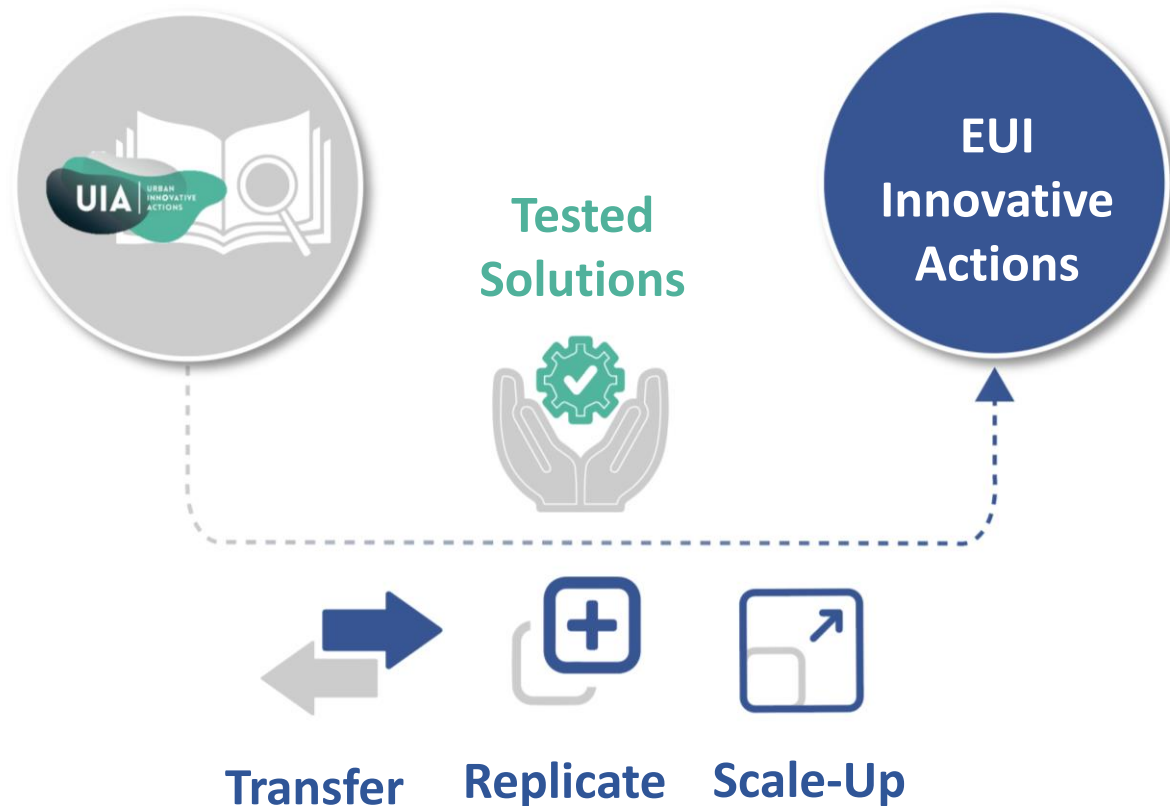 UIA
URBAN
INNOVATIVE
ACTIONS
Tested
Solutions
EUI
Innovative
Actions
Transfer
Replicate
Scale-Up